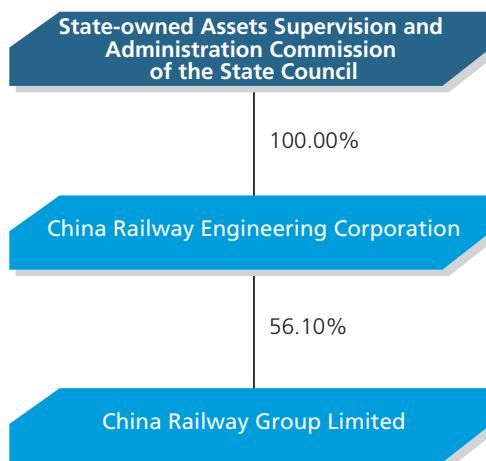 State-owned Assets Supervision and
Administration Commission
of the State Council
100.00%
China Railway Engineering Corporation
56.10%
China Railway Group Limited